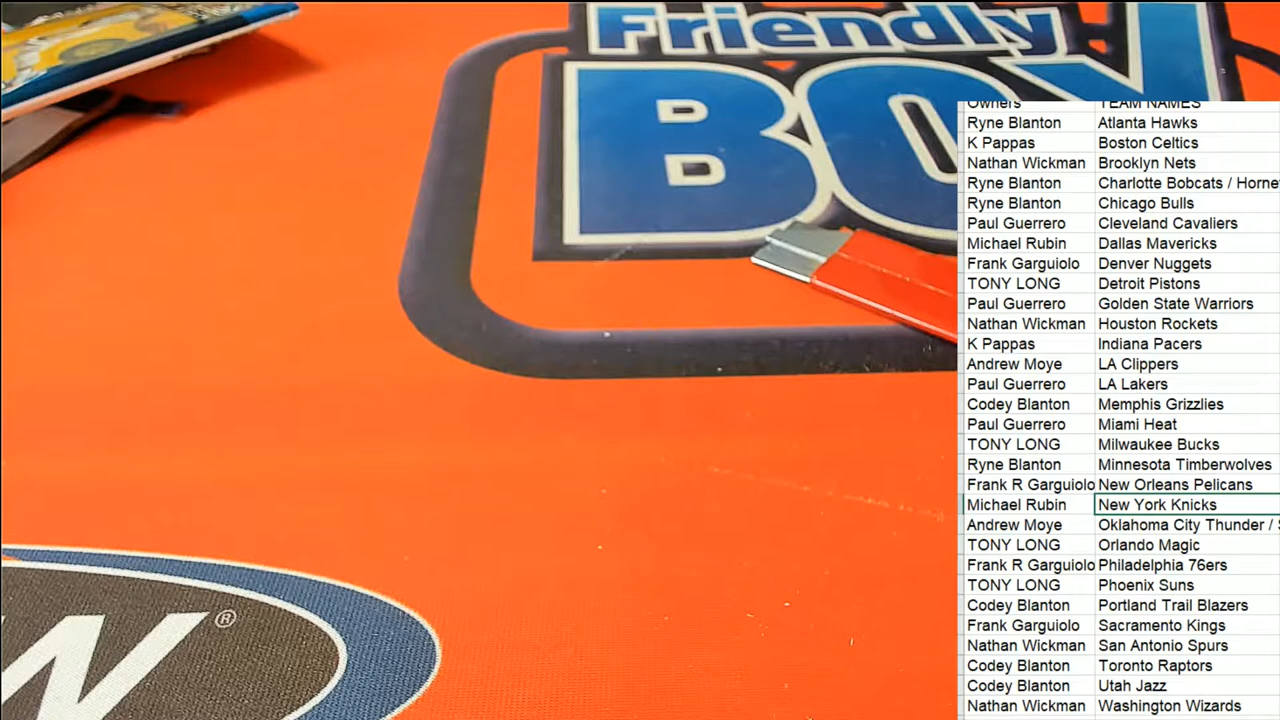 Friendly
BOX
Owners TEAM NAMES
Ryne Blanton Atlanta Hawks
K Pappas Boston Celtics
Nathan Wickman Brooklyn Nets
Ryne Blanton Charlotte Bobcats / Horne
Ryne Blanton Chicago Bulls
Paul Guerrero Cleveland Cavaliers
Michael Rubin Dallas Mavericks
Frank Garguiolo Denver Nuggets
TONY LONG Detroit Pistons
Paul Guerrero Golden State Warriors
Nathan Wickman Houston Rockets
K Pappas Indiana Pacers
Andrew Moye LA Clippers
Paul Guerrero LA Lakers
Codey Blanton Memphis Grizzlies
Paul Guerrero Miami Heat
TONY LONG Milwaukee Bucks
Ryne Blanton Minnesota Timberwolves
Frank R Garguiolo New Orleans Pelicans
Michael Rubin New York Knicks
Andrew Moye Oklahoma City Thunder / S
TONY LONG Orlando Magic
Frank R Garguiolo Philadelphia 76ers
TONY LONG Phoenix Suns
Codey Blanton Portland Trail Blazers
Frank Garguiolo Sacramento Kings
Nathan Wickman San Antonio Spurs
Codey Blanton Toronto Raptors
Codey Blanton Utah Jazz
Nathan Wickman Washington Wizards
W®